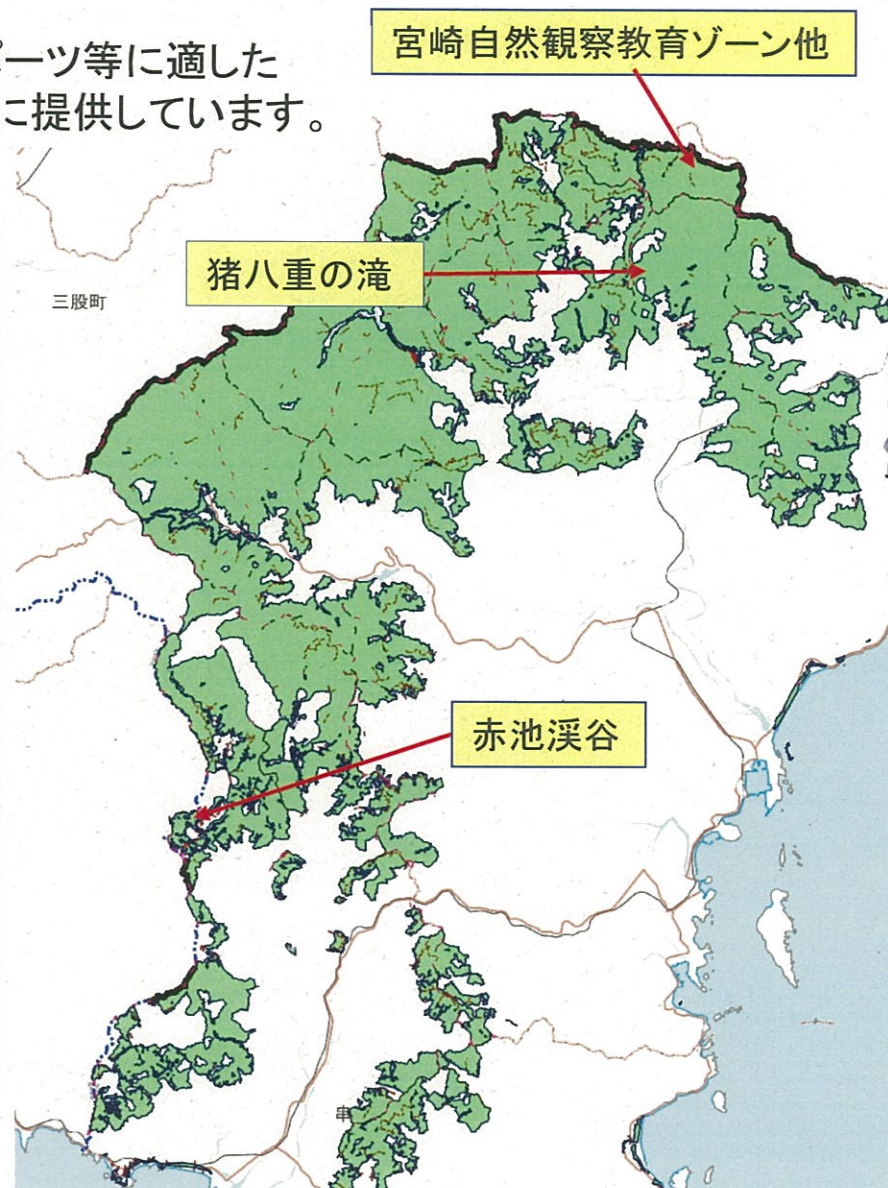 ポーツ等に適した
に提供しています。
宮崎自然観察教育ゾーン他
猪八重の滝
三股町
赤池渓谷
串